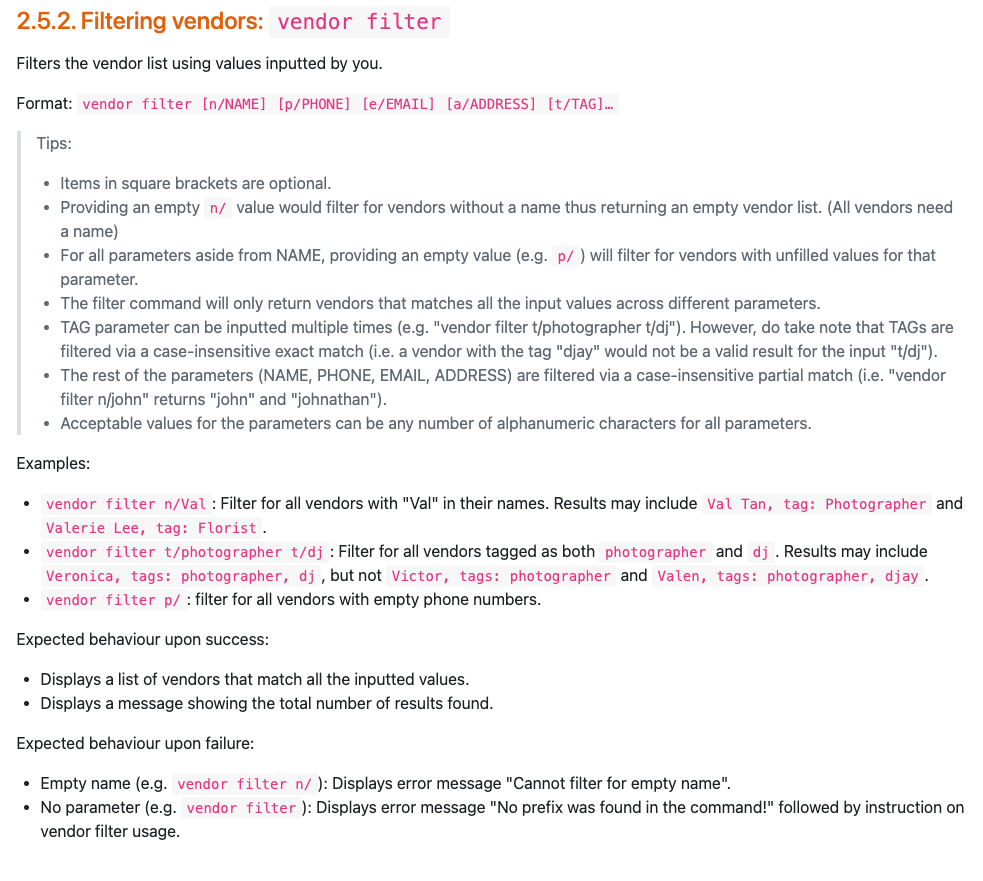 2.5.2. Filtering vendors: vendor filter
Filters the vendor list using values inputted by you.
Format: vendor filter [n/NAME] [p/PHONE] [e/EMAIL] [a/ADDRESS] [t/TAG]…
Tips:
• Items in square brackets are optional.
• Providing an empty n/ value would filter for vendors without a name thus returning an empty vendor list. (All vendors need
a name)
• For all parameters aside from NAME, providing an empty value (e.g. p/ ) will filter for vendors with unfilled values for that
parameter.
• The filter command will only return vendors that matches all the input values across different parameters.
• TAG parameter can be inputted multiple times (e.g. "vendor filter t/photographer t/dj"). However, do take note that TAGs are
filtered via a case-insensitive exact match (i.e. a vendor with the tag "djay" would not be a valid result for the input "t/dj").
• The rest of the parameters (NAME, PHONE, EMAIL, ADDRESS) are filtered via a case-insensitive partial match (i.e. "vendor
filter n/john" returns "john" and "johnathan").
• Acceptable values for the parameters can be any number of alphanumeric characters for all parameters.
Examples:
• vendor filter n/Val : Filter for all vendors with "Val" in their names. Results may include Val Tan, tag: Photographer and
Valerie Lee, tag: Florist .
• vendor filter t/photographer t/dj : Filter for all vendors tagged as both photographer and dj . Results may include
Veronica, tags: photographer, dj , but not Victor, tags: photographer and Valen, tags: photographer, djay .
• vendor filter p/ : filter for all vendors with empty phone numbers.
Expected behaviour upon success:
• Displays a list of vendors that match all the inputted values.
• Displays a message showing the total number of results found.
Expected behaviour upon failure:
• Empty name (e.g. vendor filter n/ ): Displays error message "Cannot filter for empty name".
• No parameter (e.g. vendor filter ): Displays error message "No prefix was found in the command!" followed by instruction on
vendor filter usage.